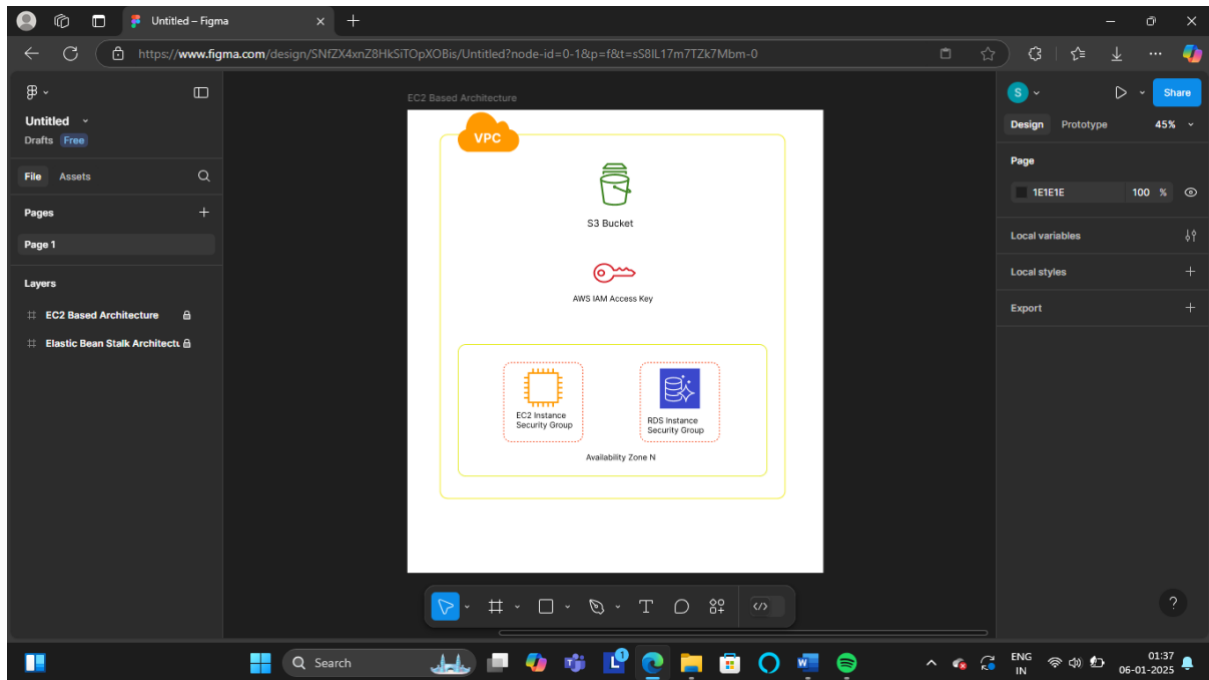 Untitled – Figma
https://www.figma.com/design/SNfZX4xnZ8HkSiTOpXOBis/Untitled?node-id=0-1&p=f&t=sS8IL17m7TZk7Mbm-0
Untitled
Drafts Free
File Assets
Pages
Page 1
Layers
EC2 Based Architecture
Elastic Bean Stalk Architectu
EC2 Based Architecture
VPC
S3 Bucket
AWS IAM Access Key
EC2 Instance
Security Group
RDS Instance
Security Group
Availability Zone N
S
Share
Design Prototype 45%
Page
1E1E1E 100 %
Local variables
Local styles
Export
?
Search
1
ENG
IN
01:37
06-01-2025